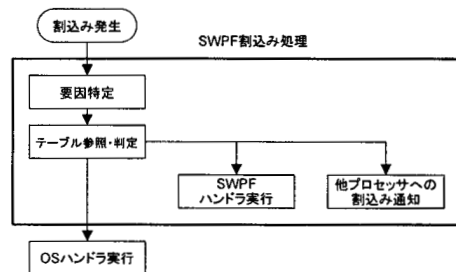 割込み発生
SWPF割込み処理
要因特定
テーブル参照・判定
SWPF
ハンドラ実行
他プロセッサへの
割込み通知
OSハンドラ実行